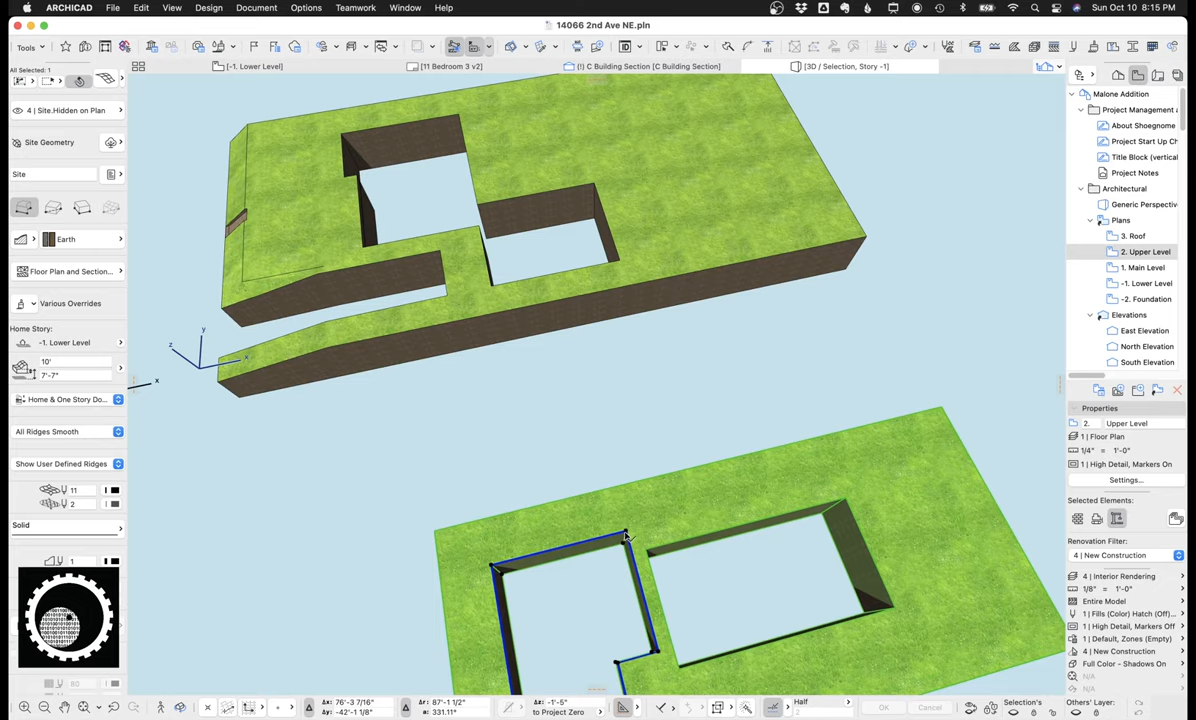 ARCHICAD File Edit View Design Document Options Teamwork Window Help Sun Oct 10 8:15 PM
14066 2nd Ave NE.pln
Tools
[-1. Lower Level]
[11 Bedroom 3 v2]
(!) C Building Section [C Building Section]
[3D / Selection, Story -1]
All Selected: 1
4 | Site.Hidden on Plan
Site Geometry
Site
Earth
Floor Plan and Section...
Various Overrides
Home Story:
-1. Lower Level
10'
7'-7"
Home & One Story Do...
All Ridges Smooth
Show User Defined Ridges
11
2
Solid
1
80
z
y
x
x
Malone Addition
Project Management a
About Shoegnome
Project Start Up Ch
Title Block (vertical
Project Notes
Architectural
Generic Perspectiv
Plans
3. Roof
2. Upper Level
1. Main Level
-1. Lower Level
-2. Foundation
Elevations
East Elevation
North Elevation
South Elevation
Properties
2. Upper Level
1 | Floor Plan
1/4" = 1'-0"
1 | High Detail, Markers On
Settings...
Selected Elements:
Renovation Filter:
4 | New Construction
4 | Interior Rendering
1/8" = 1'-0"
Entire Model
1 | Fills (Color) Hatch (Off)...
1 | High Detail, Markers Off
1 | Default, Zones (Empty)
4 | New Construction
Full Color - Shadows On
N/A
N/A
Δx: 76'-3 7/16"
Δy: -42'-1 1/8"
Δr: 87'-1 1/2"
a: 331.11°
Δz: -1'-5"
to Project Zero
Half
2
OK
Cancel
Selection's
Others' Layer: